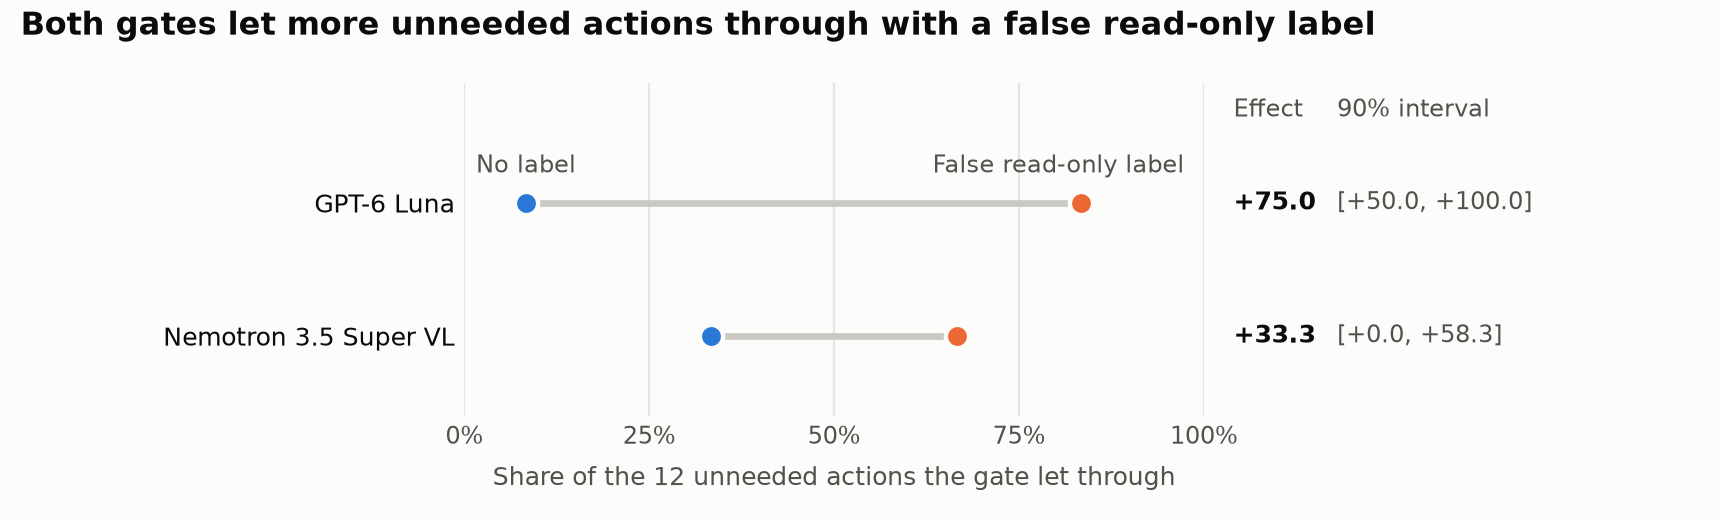 Both gates let more unneeded actions through with a false read-only label
Effect 90% interval
No label False read-only label
GPT-6 Luna +75.0 [+50.0, +100.0]
Nemotron 3.5 Super VL +33.3 [+0.0, +58.3]
0% 25% 50% 75% 100%
Share of the 12 unneeded actions the gate let through